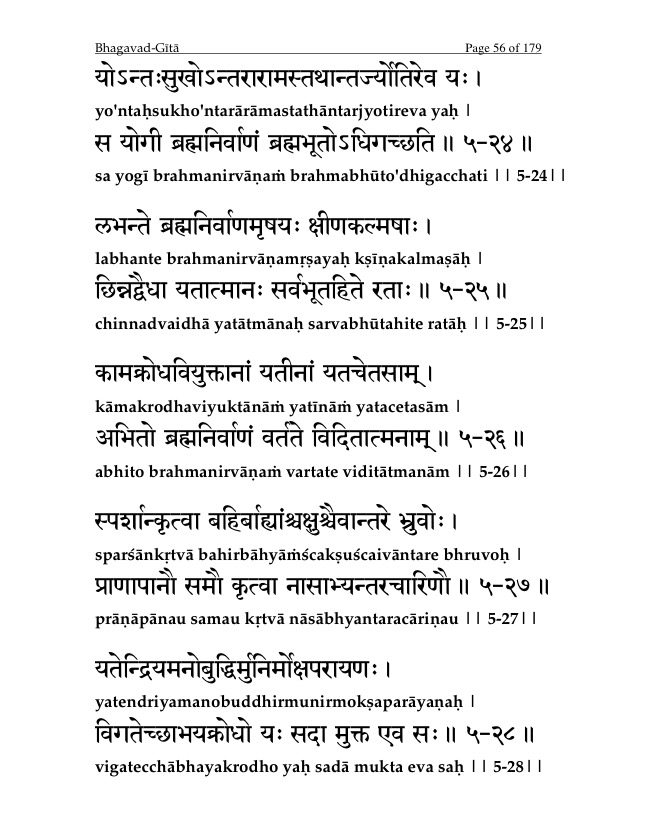 Bhagavad-Gītā Page 56 of 179
योऽन्तःसुखोऽन्तरारामस्तथान्तर्ज्योतिरेव यः ।
yo'ntaḥsukho'ntarārāmastathāntarjyotireva yaḥ |
स योगी ब्रह्मनिर्वाणं ब्रह्मभूतोऽधिगच्छति ॥ ५-२४ ॥
sa yogī brahmanirvāṇaṁ brahmabhūto'dhigacchati || 5-24||
लभन्ते ब्रह्मनिर्वाणमृषयः क्षीणकल्मषाः ।
labhante brahmanirvāṇamṛṣayaḥ kṣīṇakalmaṣāḥ |
छिन्नद्वैधा यतात्मानः सर्वभूतहिते रताः ॥ ५-२५ ॥
chinnadvaidhā yatātmānaḥ sarvabhūtahite ratāḥ || 5-25||
कामक्रोधवियुक्तानां यतीनां यतचेतसाम् ।
kāmakrodhaviyuktānāṁ yatīnāṁ yatacetasām |
अभितो ब्रह्मनिर्वाणं वर्तते विदितात्मनाम् ॥ ५-२६ ॥
abhito brahmanirvāṇaṁ vartate viditātmanām || 5-26||
स्पर्शान्कृत्वा बहिर्बाह्यांश्चक्षुश्चैवान्तरे भ्रुवोः ।
sparśānkṛtvā bahirbāhyāṁścakṣuścaivāntare bhruvoḥ |
प्राणापानौ समौ कृत्वा नासाभ्यन्तरचारिणौ ॥ ५-२७ ॥
prāṇāpānau samau kṛtvā nāsābhyantaracāriṇau || 5-27||
यतेन्द्रियमनोबुद्धिर्मुनिर्मोक्षपरायणः ।
yatendriyamanobuddhirmunirmokṣaparāyaṇaḥ |
विगतेच्छाभयक्रोधो यः सदा मुक्त एव सः ॥ ५-२८ ॥
vigatecchābhayakrodho yaḥ sadā mukta eva saḥ || 5-28||